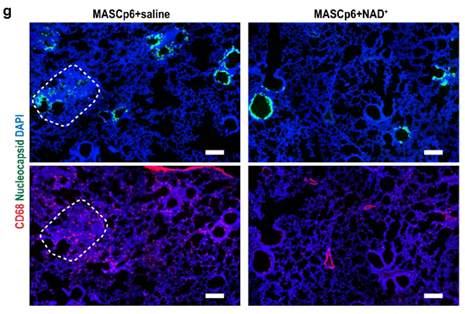 g
MASCp6+saline
MASCp6+NAD⁺
CD68 Nucleocapsid DAPI